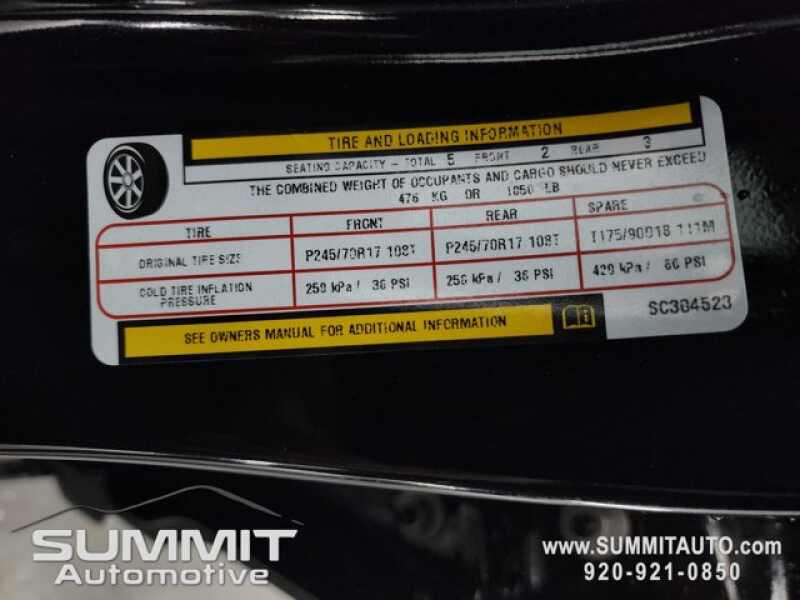 TIRE AND LOADING INFORMATION
SEATING CAPACITY - TOTAL 5 FRONT 2 REAR 3
THE COMBINED WEIGHT OF OCCUPANTS AND CARGO SHOULD NEVER EXCEED
476 KG OR 1050 LB
TIRE FRONT REAR SPARE
ORIGINAL TIRE SIZE P245/70R17 108T P245/70R17 108T T175/90D18 111M
COLD TIRE INFLATION PRESSURE 250 kPa / 36 PSI 250 kPa / 36 PSI 420 kPa / 60 PSI
SEE OWNERS MANUAL FOR ADDITIONAL INFORMATION
SC304523
SUMMIT
Automotive
www.SUMMITAUTO.com
920-921-0850